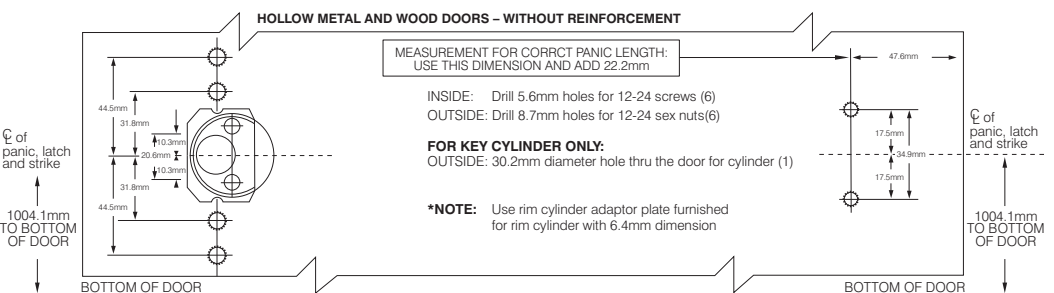 HOLLOW METAL AND WOOD DOORS – WITHOUT REINFORCEMENT
MEASUREMENT FOR CORRCT PANIC LENGTH:
USE THIS DIMENSION AND ADD 22.2mm
47.6mm
INSIDE: Drill 5.6mm holes for 12-24 screws (6)
OUTSIDE: Drill 8.7mm holes for 12-24 sex nuts(6)
FOR KEY CYLINDER ONLY:
OUTSIDE: 30.2mm diameter hole thru the door for cylinder (1)
*NOTE: Use rim cylinder adaptor plate furnished
for rim cylinder with 6.4mm dimension
44.5mm
31.8mm
10.3mm
20.6mm
10.3mm
31.8mm
44.5mm
℄ of
panic, latch
and strike
1004.1mm
TO BOTTOM
OF DOOR
BOTTOM OF DOOR
17.5mm
34.9mm
17.5mm
℄ of
panic, latch
and strike
1004.1mm
TO BOTTOM
OF DOOR
BOTTOM OF DOOR